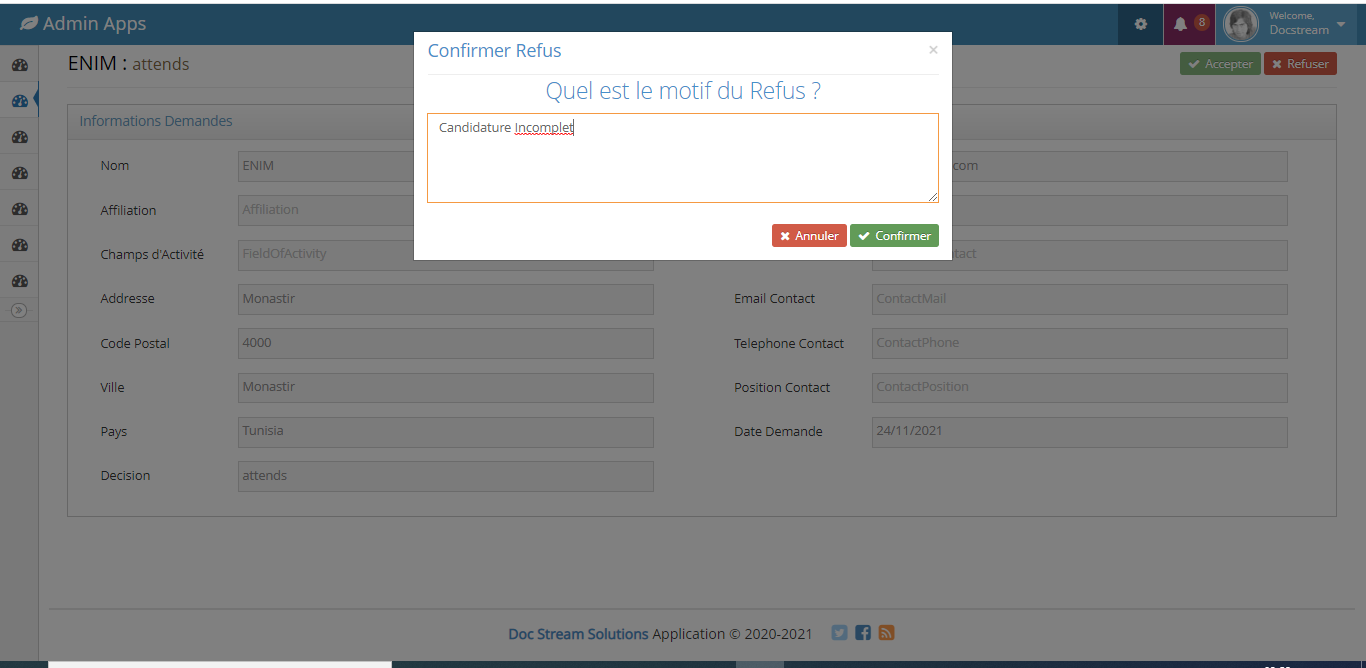 Admin Apps
8
Welcome,
Docstream
ENIM : attends
Accepter
Refuser
Confirmer Refus
×
Quel est le motif du Refus ?
Candidature Incomplet
Annuler
Confirmer
Informations Demandes
Nom
ENIM
com
Affiliation
Affiliation
Champs d'Activité
FieldOfActivity
tact
Addresse
Monastir
Email Contact
ContactMail
Code Postal
4000
Telephone Contact
ContactPhone
Ville
Monastir
Position Contact
ContactPosition
Pays
Tunisia
Date Demande
24/11/2021
Decision
attends
Doc Stream Solutions Application © 2020-2021